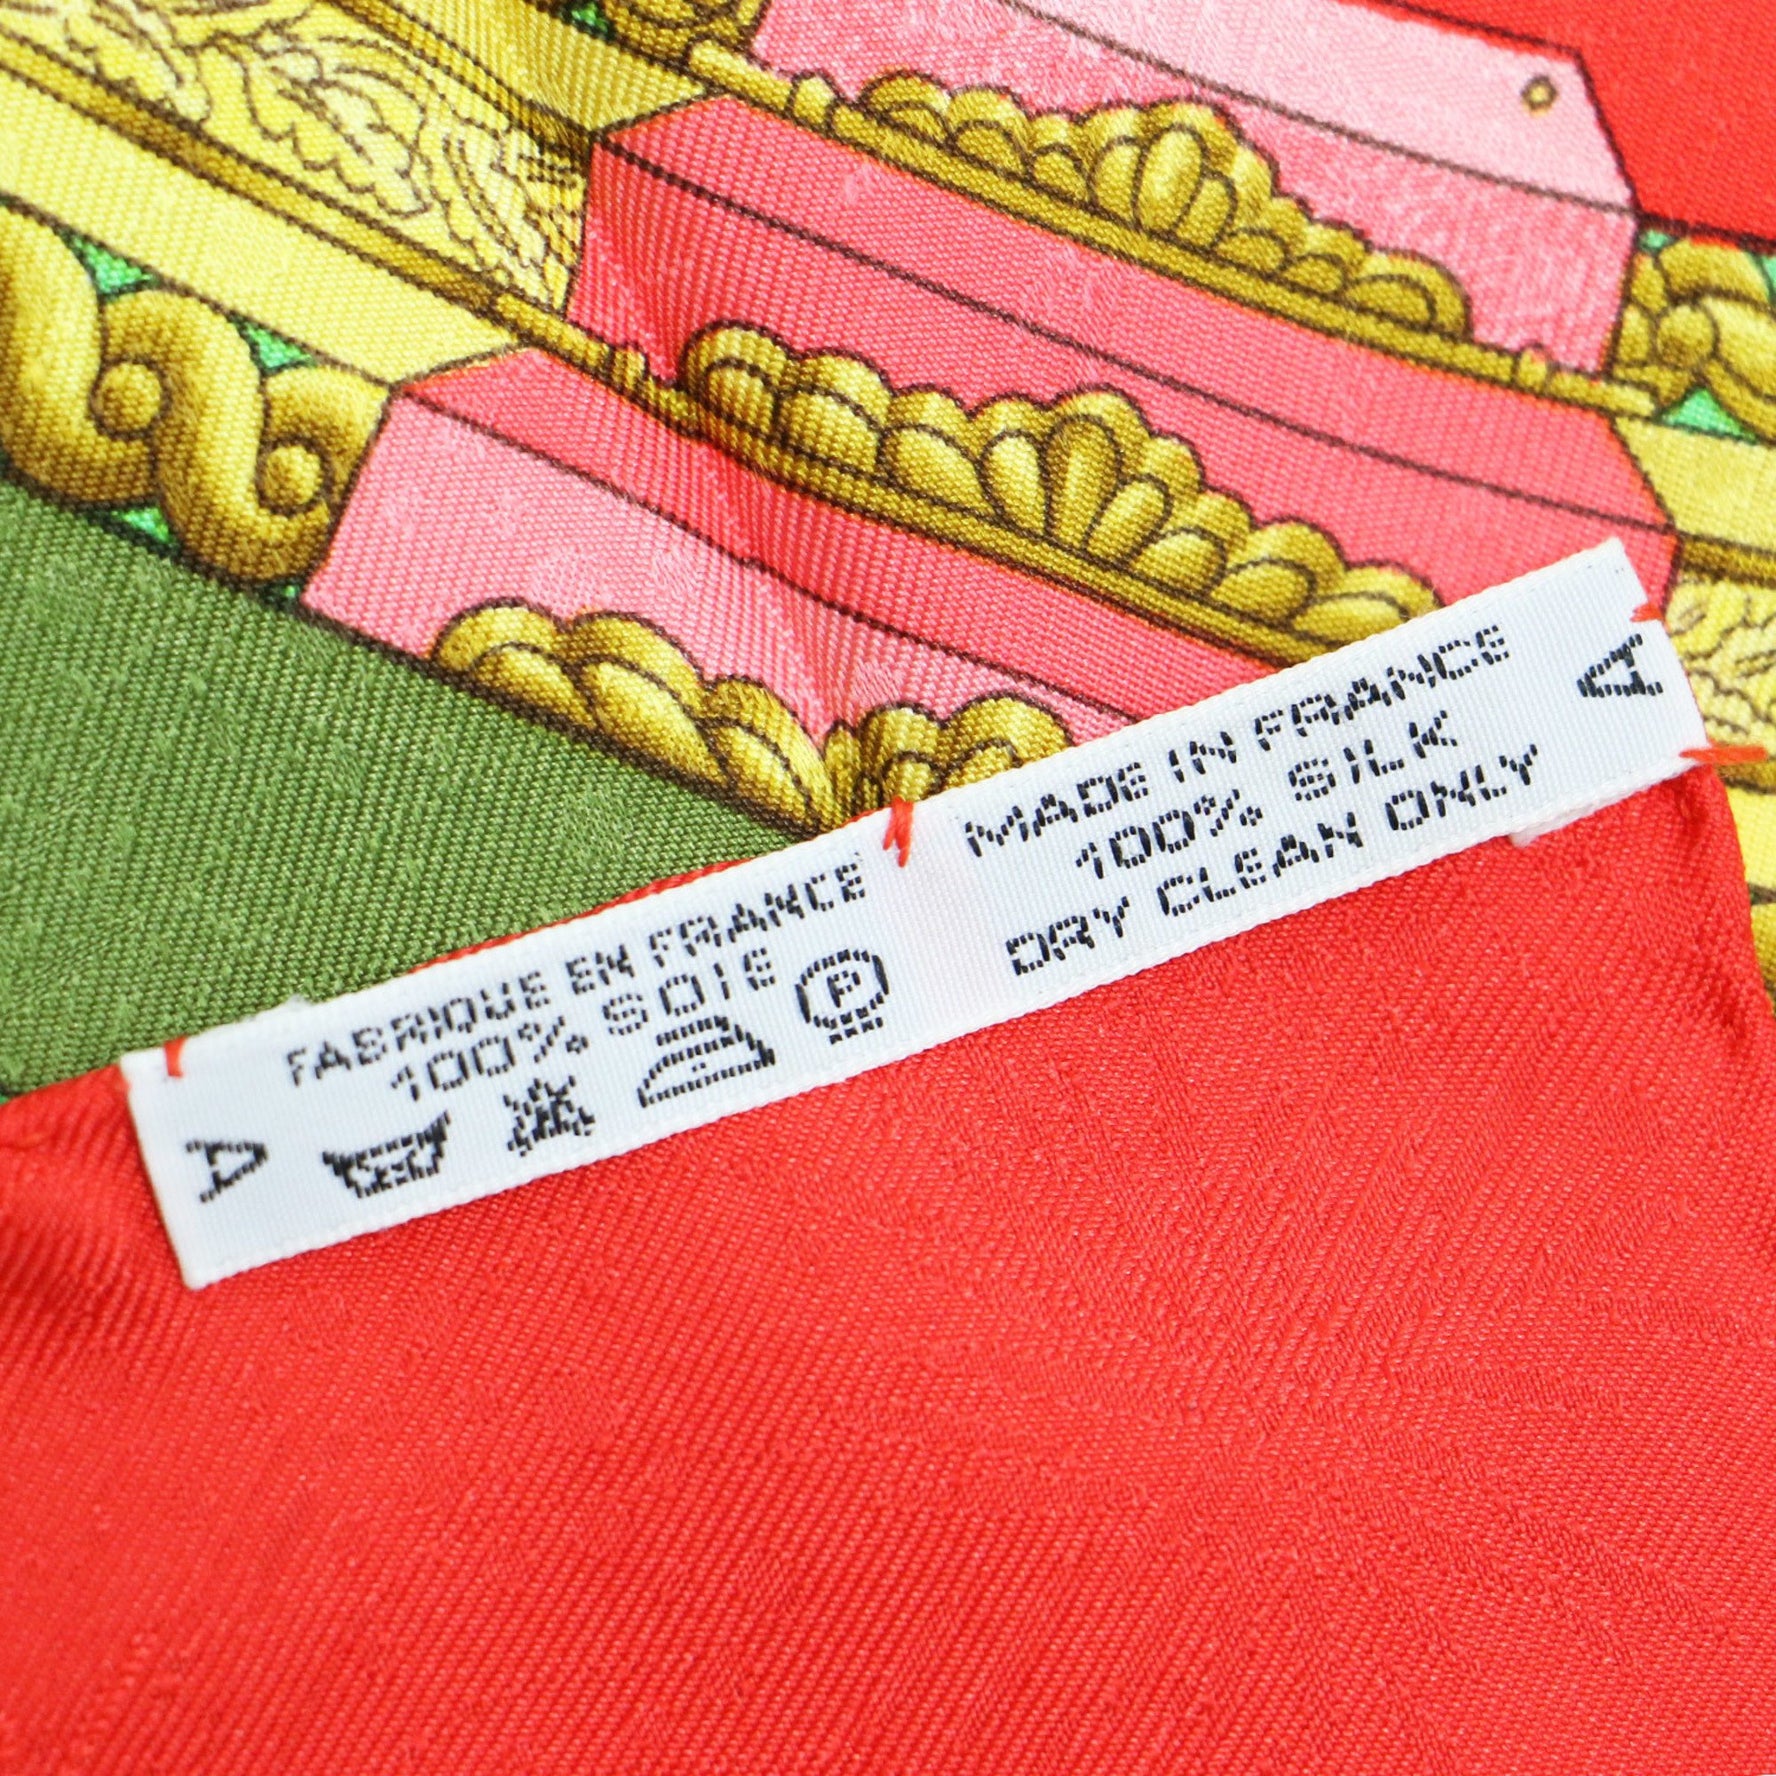 A
FABRIQUE EN FRANCE
100% SOIE
P
MADE IN FRANCE
100% SILK
DRY CLEAN ONLY
A